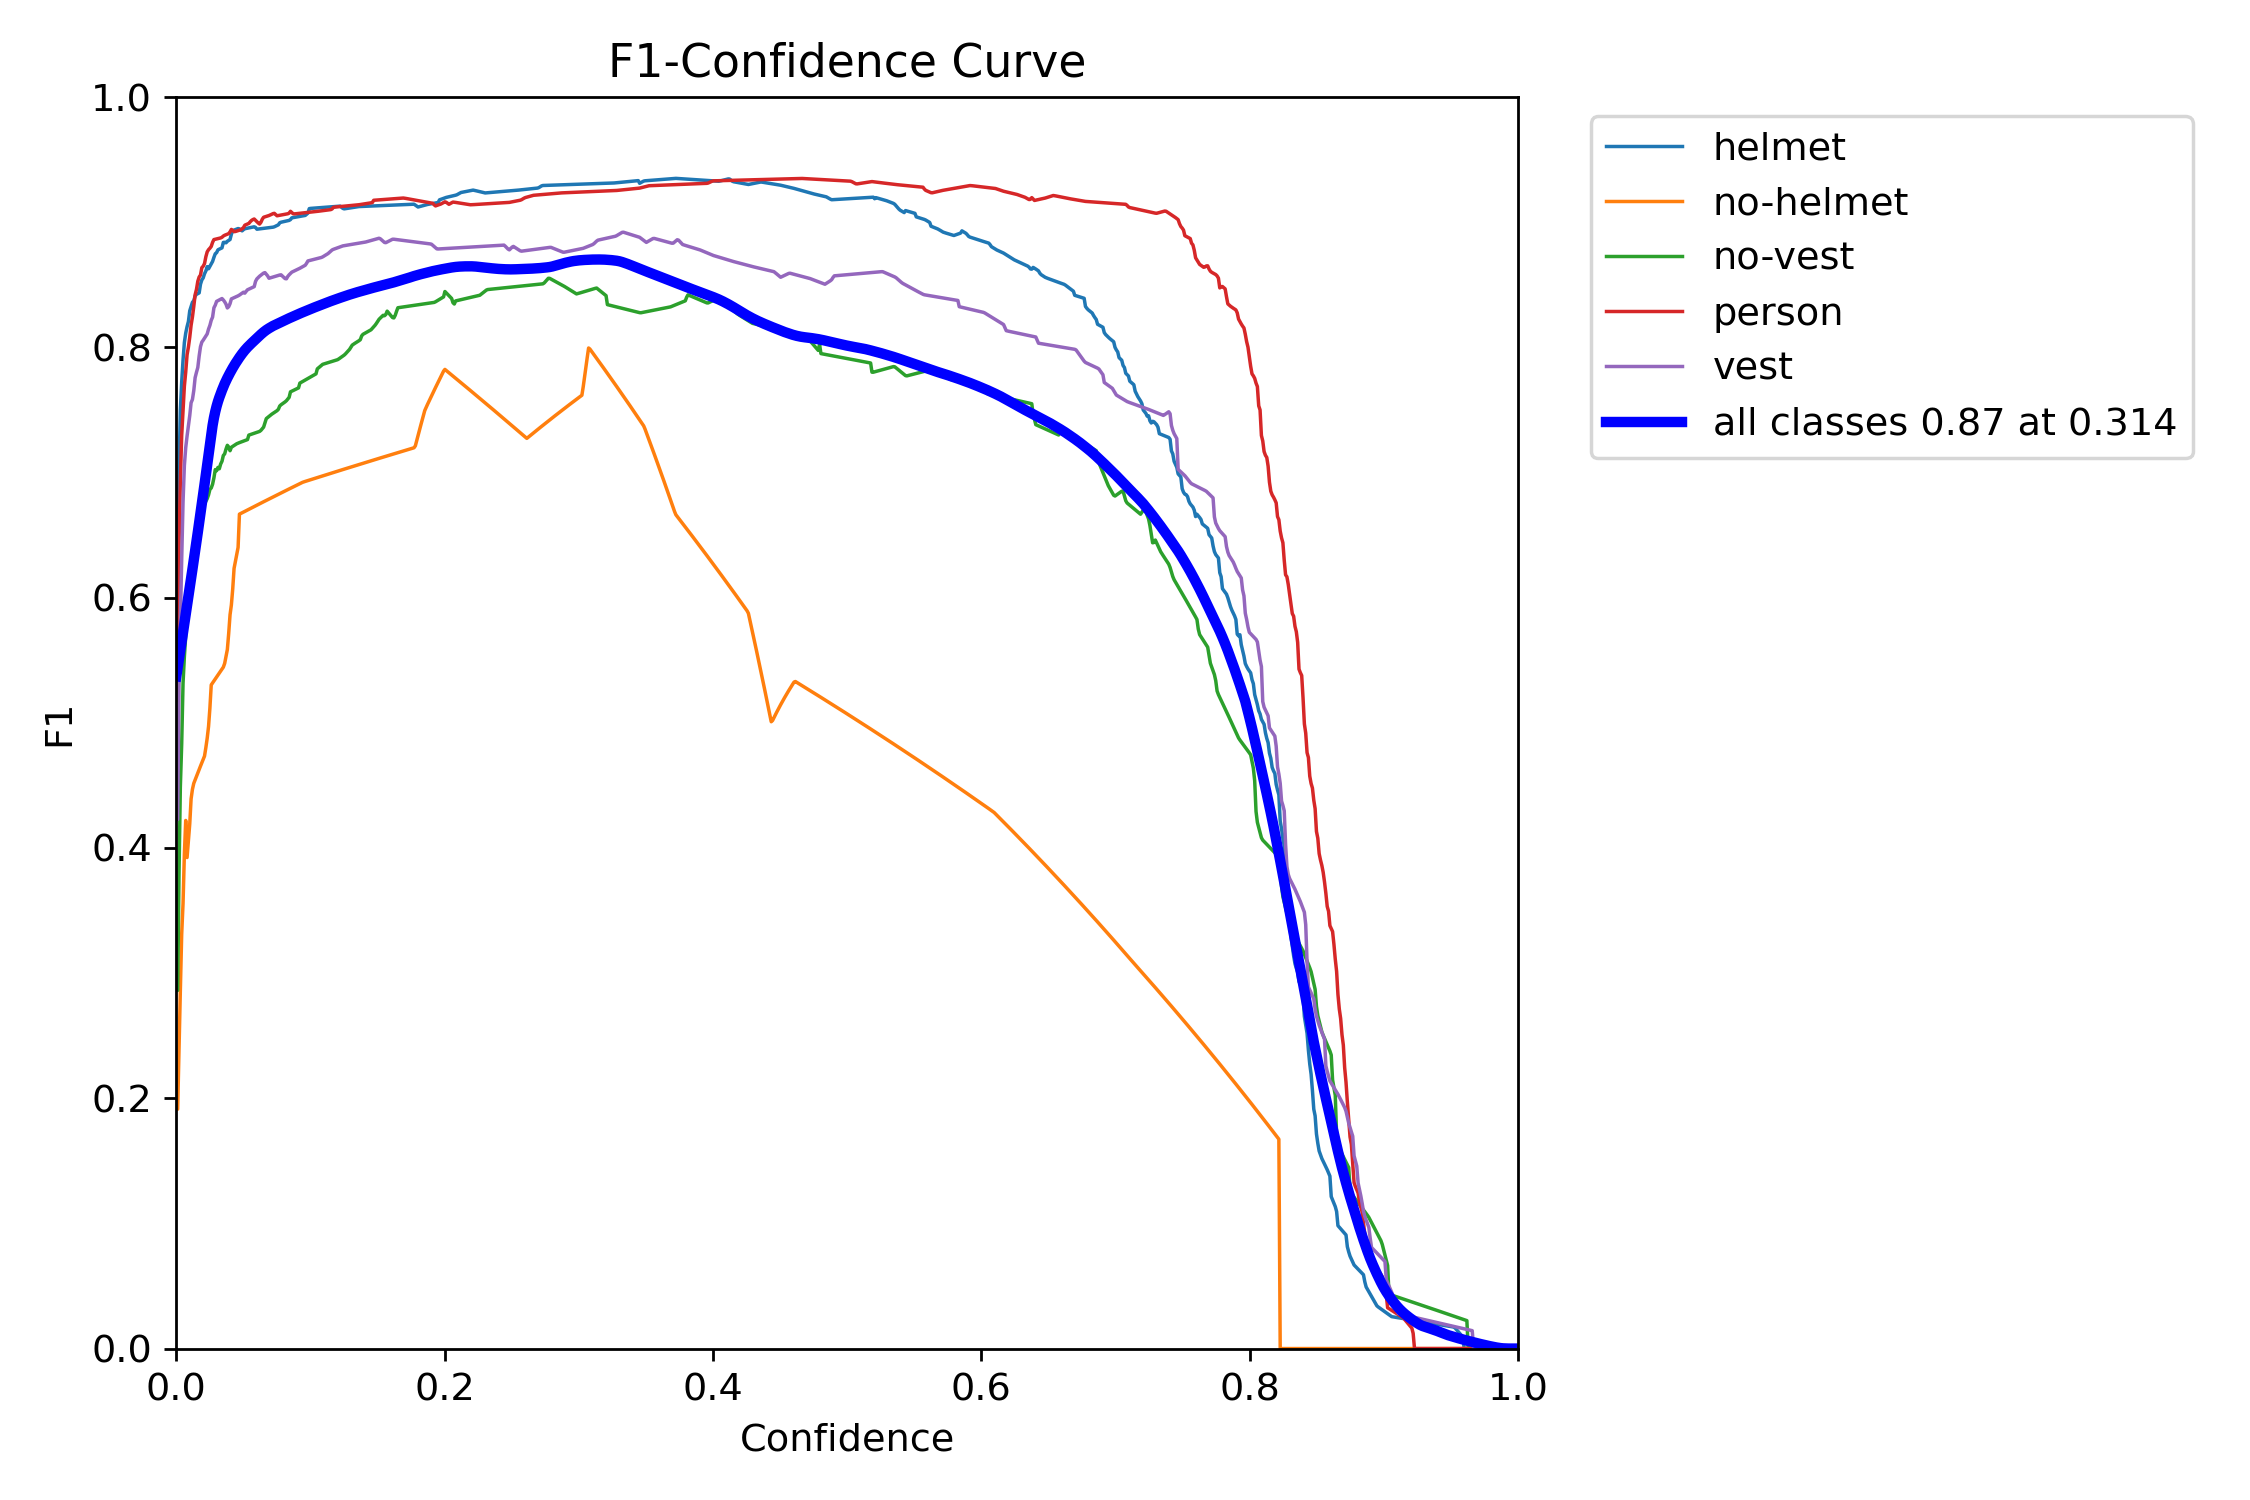 F1-Confidence Curve
1.0
0.8
0.6
0.4
0.2
0.0
F1
0.0 0.2 0.4 0.6 0.8 1.0
Confidence
helmet
no-helmet
no-vest
person
vest
all classes 0.87 at 0.314